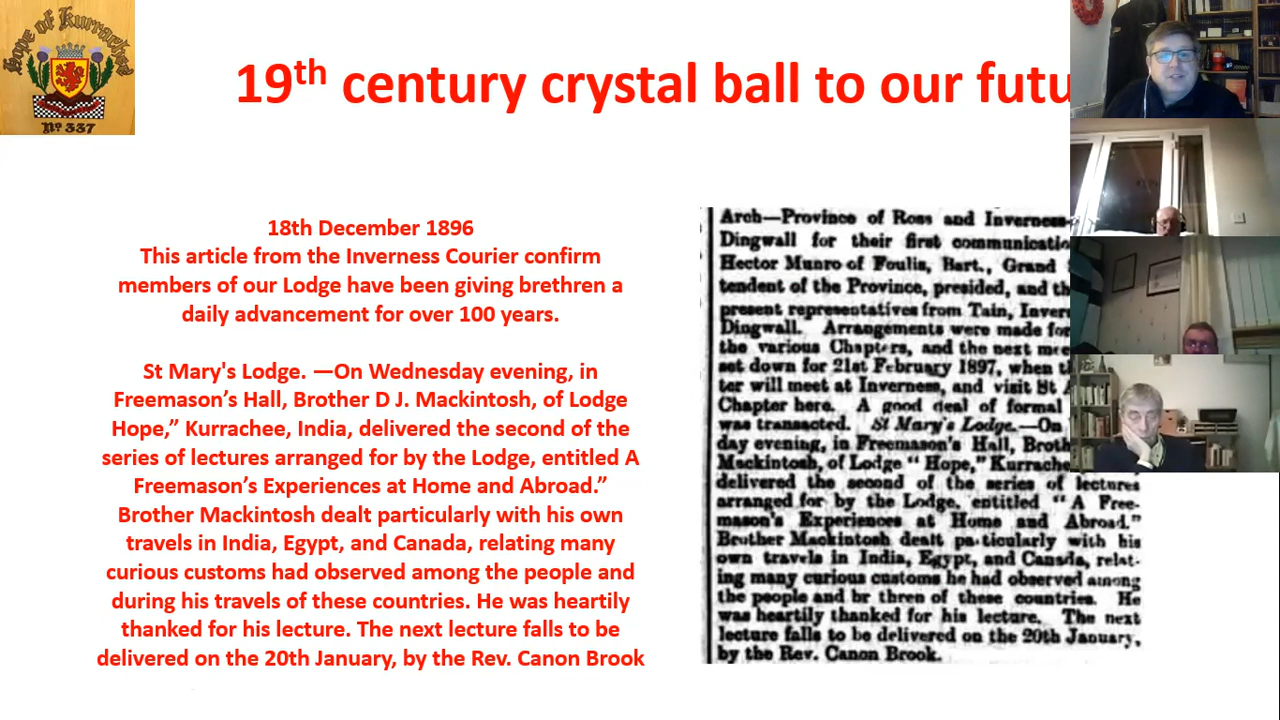 Hope of Kurrachee
Nº 337
19th century crystal ball to our futu
18th December 1896
This article from the Inverness Courier confirm
members of our Lodge have been giving brethren a
daily advancement for over 100 years.
St Mary's Lodge. —On Wednesday evening, in
Freemason’s Hall, Brother D J. Mackintosh, of Lodge
Hope,” Kurrachee, India, delivered the second of the
series of lectures arranged for by the Lodge, entitled A
Freemason’s Experiences at Home and Abroad.”
Brother Mackintosh dealt particularly with his own
travels in India, Egypt, and Canada, relating many
curious customs had observed among the people and
during his travels of these countries. He was heartily
thanked for his lecture. The next lecture falls to be
delivered on the 20th January, by the Rev. Canon Brook
Arch—Province of Ross and Inverness
Dingwall for their first communicatio
Hector Munro of Foulis, Bart., Grand
tendent of the Province, presided, and th
present representatives from Tain, Inver
Dingwall. Arrangements were made for
the various Chapters, and the next mee
set down for 21st February 1897, when t
ter will meet at Inverness, and visit St
Chapter here. A good deal of formal
was transacted. St Mary's Lodge.—On
day evening, in Freemason's Hall, Broth
Mackintosh, of Lodge “Hope,” Kurrache
delivered the second of the series of lectures
arranged for by the Lodge, entitled “A Free-
mason's Experiences at Home and Abroad.”
Brother Mackintosh dealt pa.ticularly with his
own travels in India, Egypt, and Canada, relat-
ing many curious customs he had observed among
the people and br thren of these countries. He
was heartily thanked for his lecture. The next
lecture falls to be delivered on the 20th January,
by the Rev. Canon Brook.